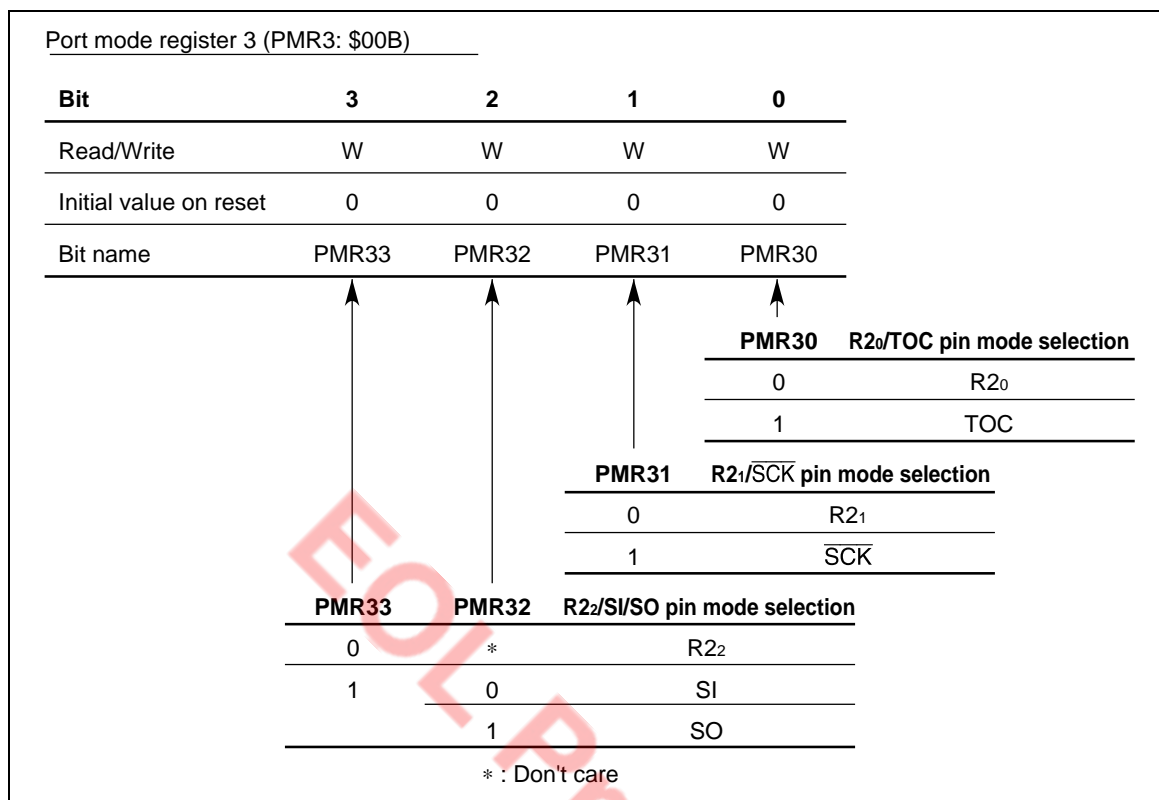 Port mode register 3 (PMR3: $00B)
Bit 3 2 1 0
Read/Write W W W W
Initial value on reset 0 0 0 0
Bit name PMR33 PMR32 PMR31 PMR30
PMR30 R2₀/TOC pin mode selection
0 R2₀
1 TOC
PMR31 R2₁/S̅C̅K̅ pin mode selection
0 R2₁
1 S̅C̅K̅
PMR33 PMR32 R2₂/SI/SO pin mode selection
0 * R2₂
1 0 SI
1 SO
* : Don't care
EOL Pr